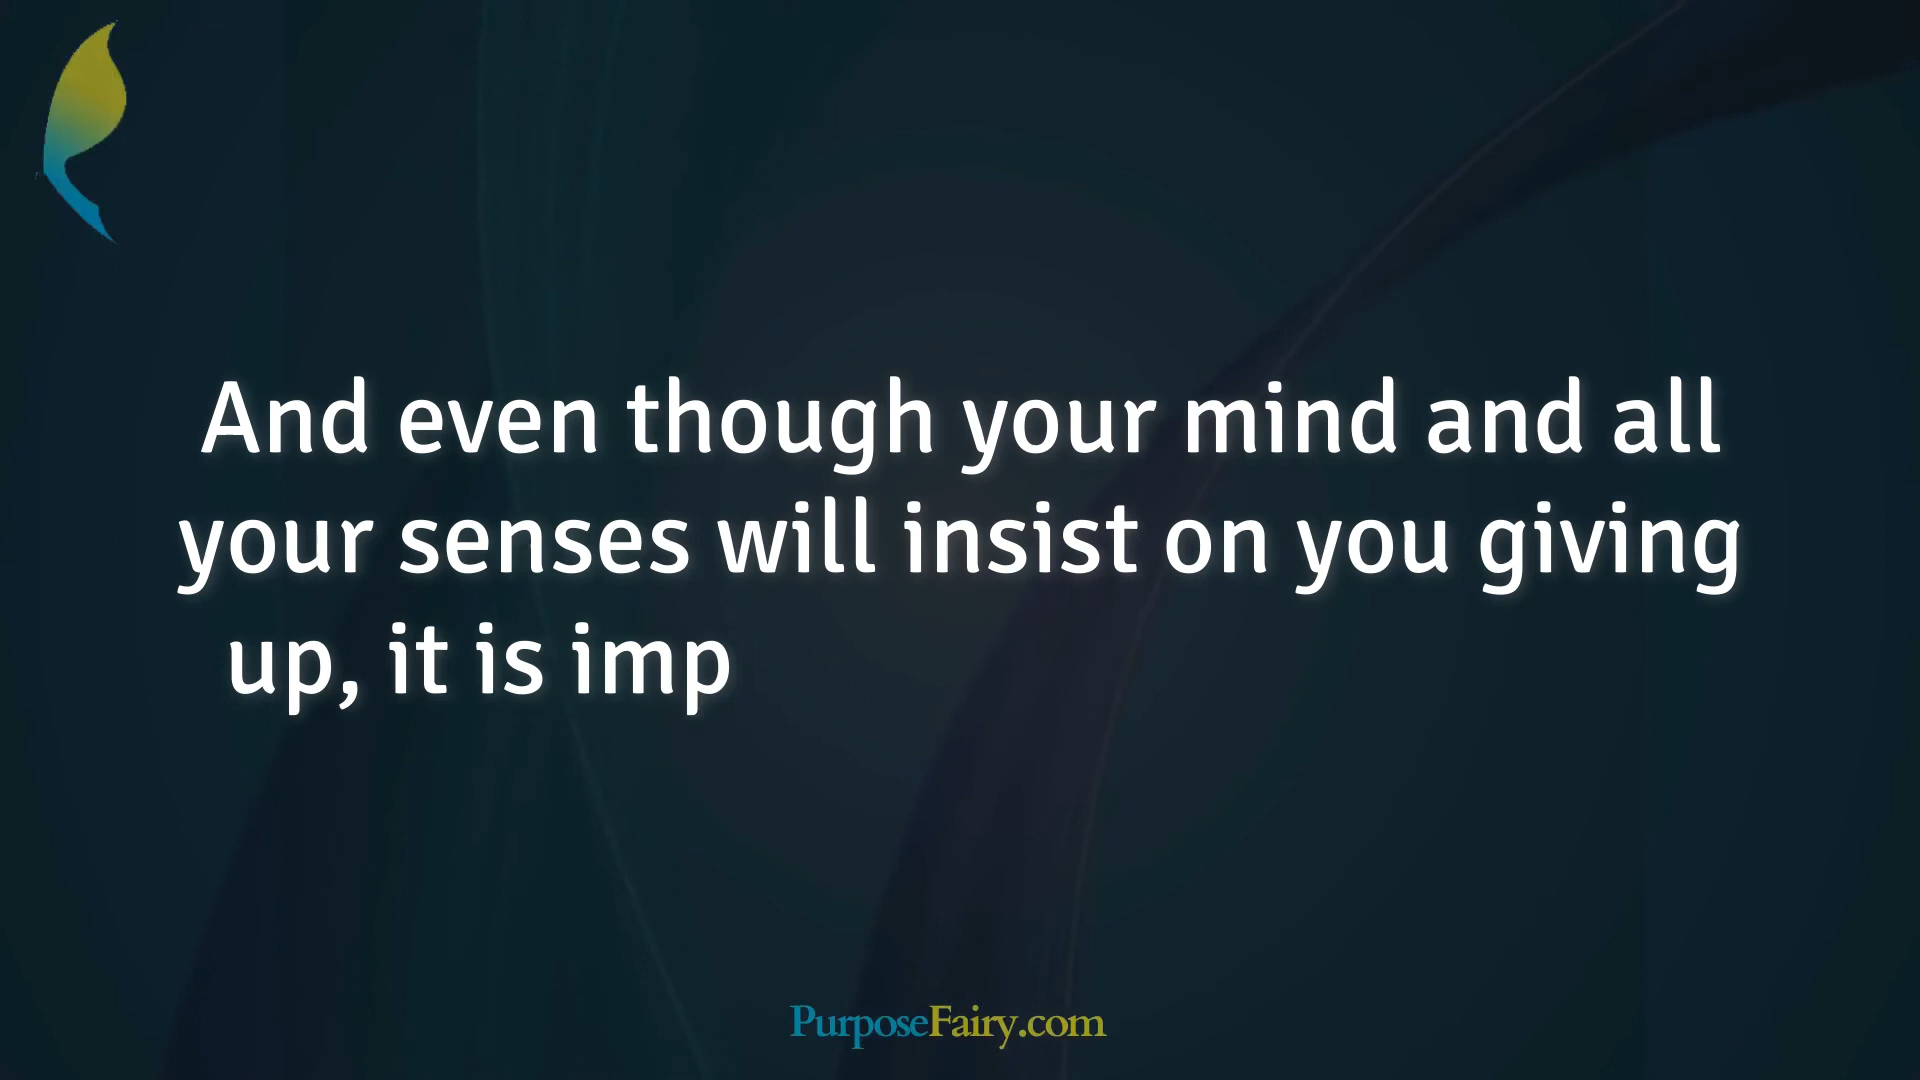 And even though your mind and all
your senses will insist on you giving
up, it is imp
PurposeFairy.com